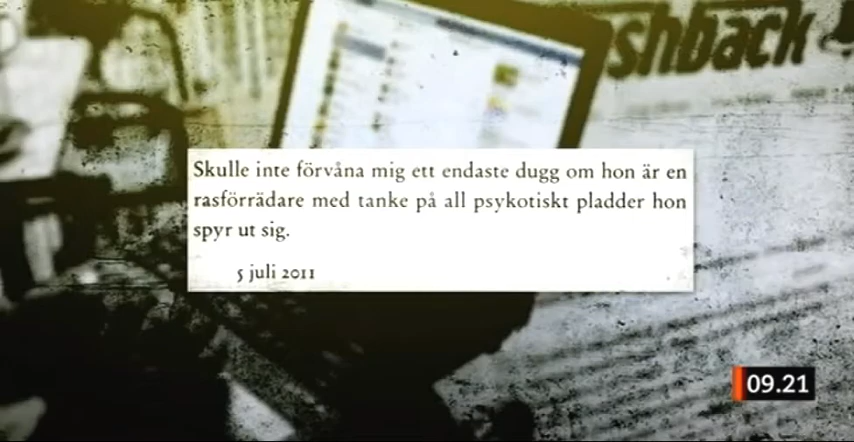 shback
Skulle inte förvåna mig ett endaste dugg om hon är en
rasförrädare med tanke på all psykotiskt pladder hon
spyr ut sig.
5 juli 2011
09.21